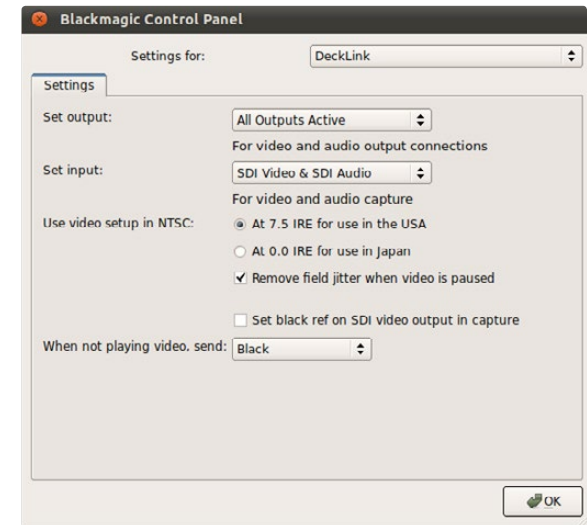 Blackmagic Control Panel
Settings for: DeckLink
Settings
Set output: All Outputs Active
For video and audio output connections
Set input: SDI Video & SDI Audio
For video and audio capture
Use video setup in NTSC: At 7.5 IRE for use in the USA
At 0.0 IRE for use in Japan
Remove field jitter when video is paused
Set black ref on SDI video output in capture
When not playing video, send: Black
OK